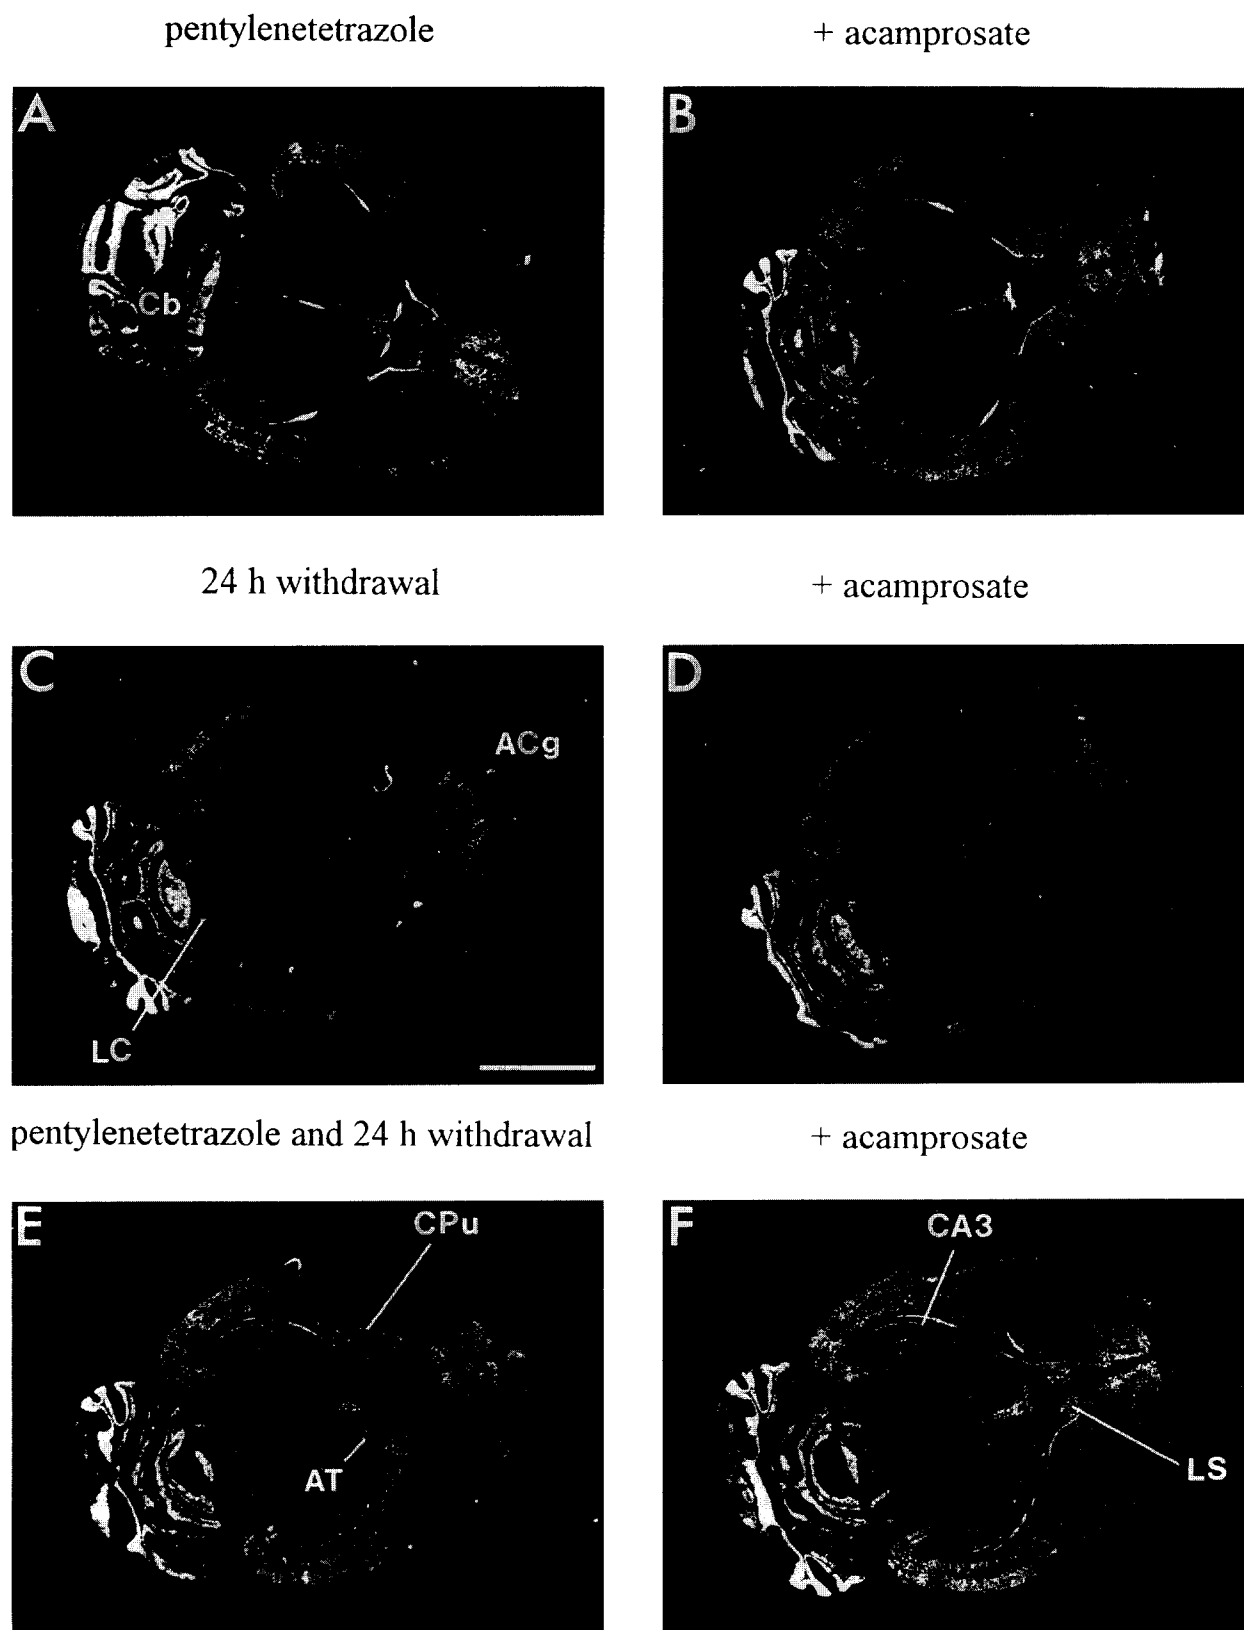 pentylenetetrazole
+ acamprosate
A
B
Cb
24 h withdrawal
+ acamprosate
C
D
ACg
LC
pentylenetetrazole and 24 h withdrawal
+ acamprosate
E
F
CPu
CA3
AT
LS